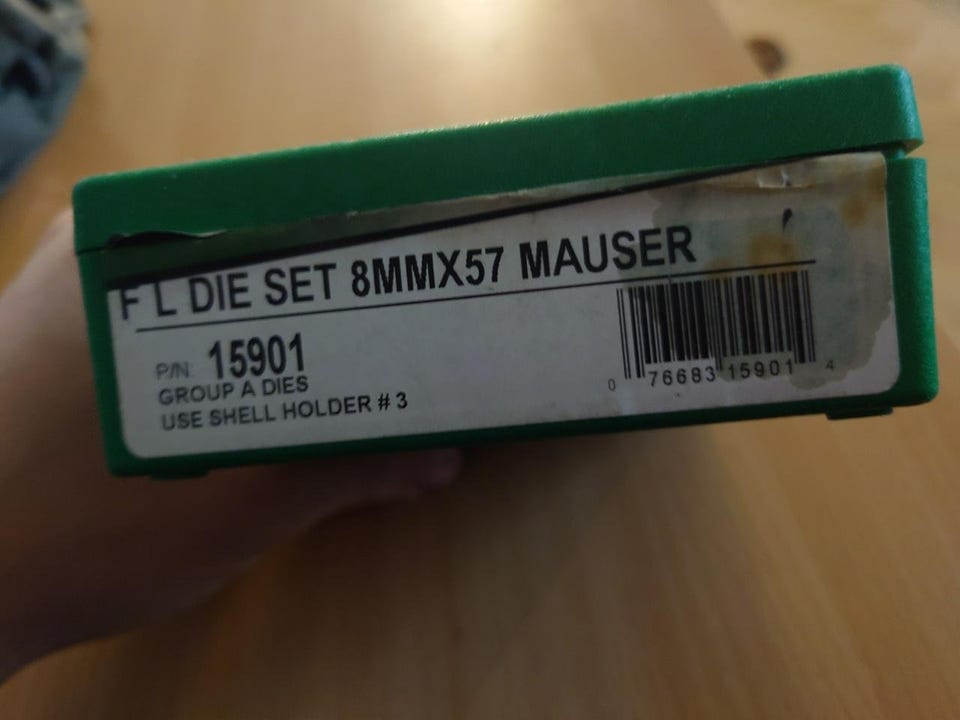 F L DIE SET 8MMX57 MAUSER
P/N: 15901
GROUP A DIES
USE SHELL HOLDER # 3
0 76683 15901 4